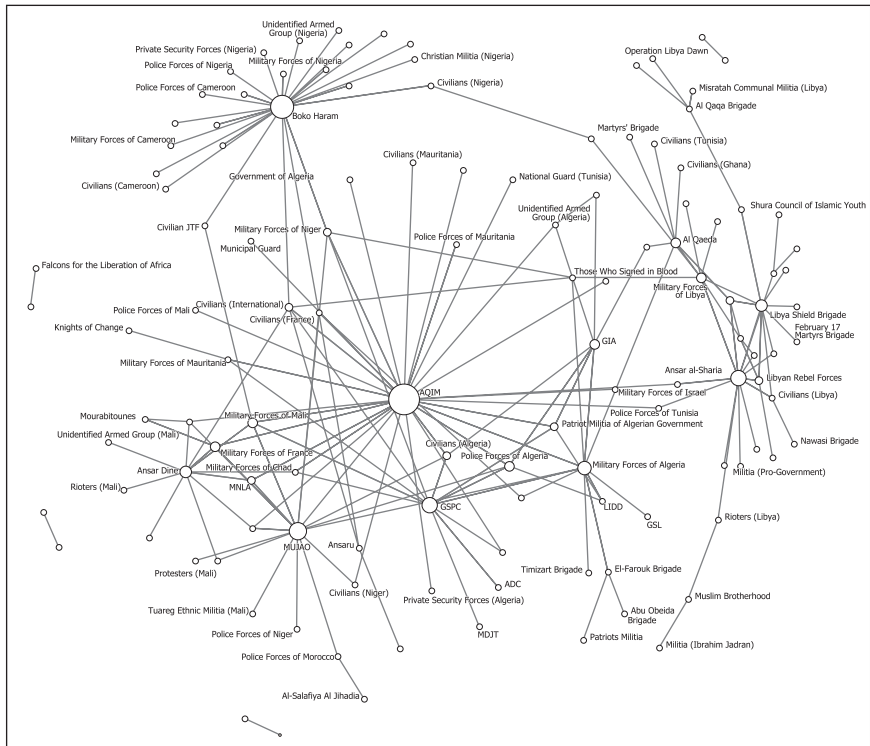 Unidentified Armed
Group (Nigeria)
Operation Libya Dawn
Private Security Forces (Nigeria)
Christian Militia (Nigeria)
Military Forces of Nigeria
Police Forces of Nigeria
Civilians (Nigeria)
Police Forces of Cameroon
Misratah Communal Militia (Libya)
Al Qaqa Brigade
Boko Haram
Martyrs' Brigade
Military Forces of Cameroon
Civilians (Tunisia)
Civilians (Mauritania)
Civilians (Ghana)
Government of Algeria
Civilians (Cameroon)
National Guard (Tunisia)
Unidentified Armed
Group (Algeria)
Shura Council of Islamic Youth
Civilian JTF
Military Forces of Niger
Municipal Guard
Police Forces of Mauritania
Al Qaeda
Falcons for the Liberation of Africa
Those Who Signed in Blood
Military Forces
of Libya
Civilians (International)
Police Forces of Mali
Civilians (France)
Libya Shield Brigade
Knights of Change
February 17
Martyrs Brigade
GIA
Military Forces of Mauritania
Ansar al-Sharia
Libyan Rebel Forces
AQIM
Military Forces of Israel
Civilians (Libya)
Mourabitounes
Military Forces of Mali
Police Forces of Tunisia
Patriot Militia of Algerian Government
Unidentified Armed Group (Mali)
Civilians (Algeria)
Nawasi Brigade
Military Forces of France
Police Forces of Algeria
Ansar Dine
Military Forces of Chad
Military Forces of Algeria
Militia (Pro-Government)
MNLA
Rioters (Mali)
GSPC
LIDD
GSL
Rioters (Libya)
MUJAO
Ansaru
Protesters (Mali)
Timizart Brigade
El-Farouk Brigade
Civilians (Niger)
ADC
Private Security Forces (Algeria)
Muslim Brotherhood
Tuareg Ethnic Militia (Mali)
Abu Obeida
Brigade
Police Forces of Niger
MDJT
Patriots Militia
Militia (Ibrahim Jadran)
Police Forces of Morocco
Al-Salafiya Al Jihadia